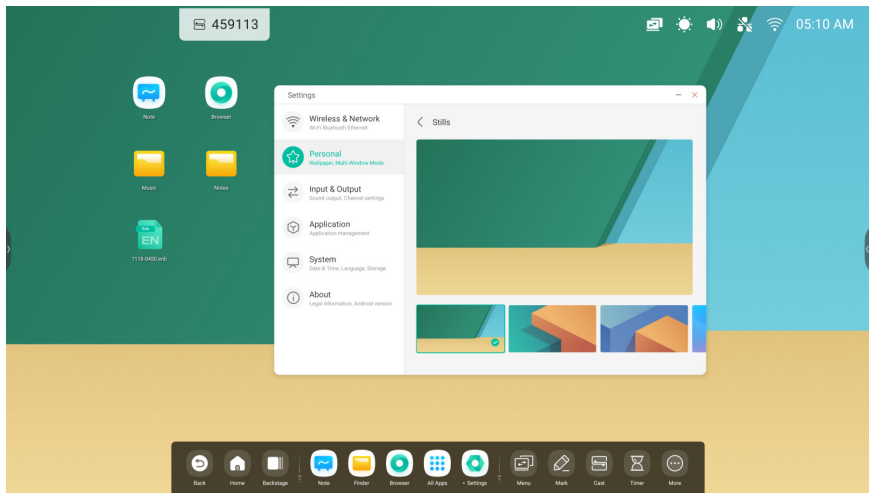 459113
05:10 AM
Note
Browser
Music
Notes
enb
EN
1118-0450.enb
Settings
Wireless & Network
Wi-Fi Bluetooth Ethernet
Personal
Wallpaper, Multi-Window Mode
Input & Output
Sound output, Channel settings
Application
Application management
System
Date & Time, Language, Storage
About
Legal information, Android version
Stills
Back
Home
Backstage
Note
Finder
Browser
All Apps
• Settings
Menu
Mark
Cast
Timer
More